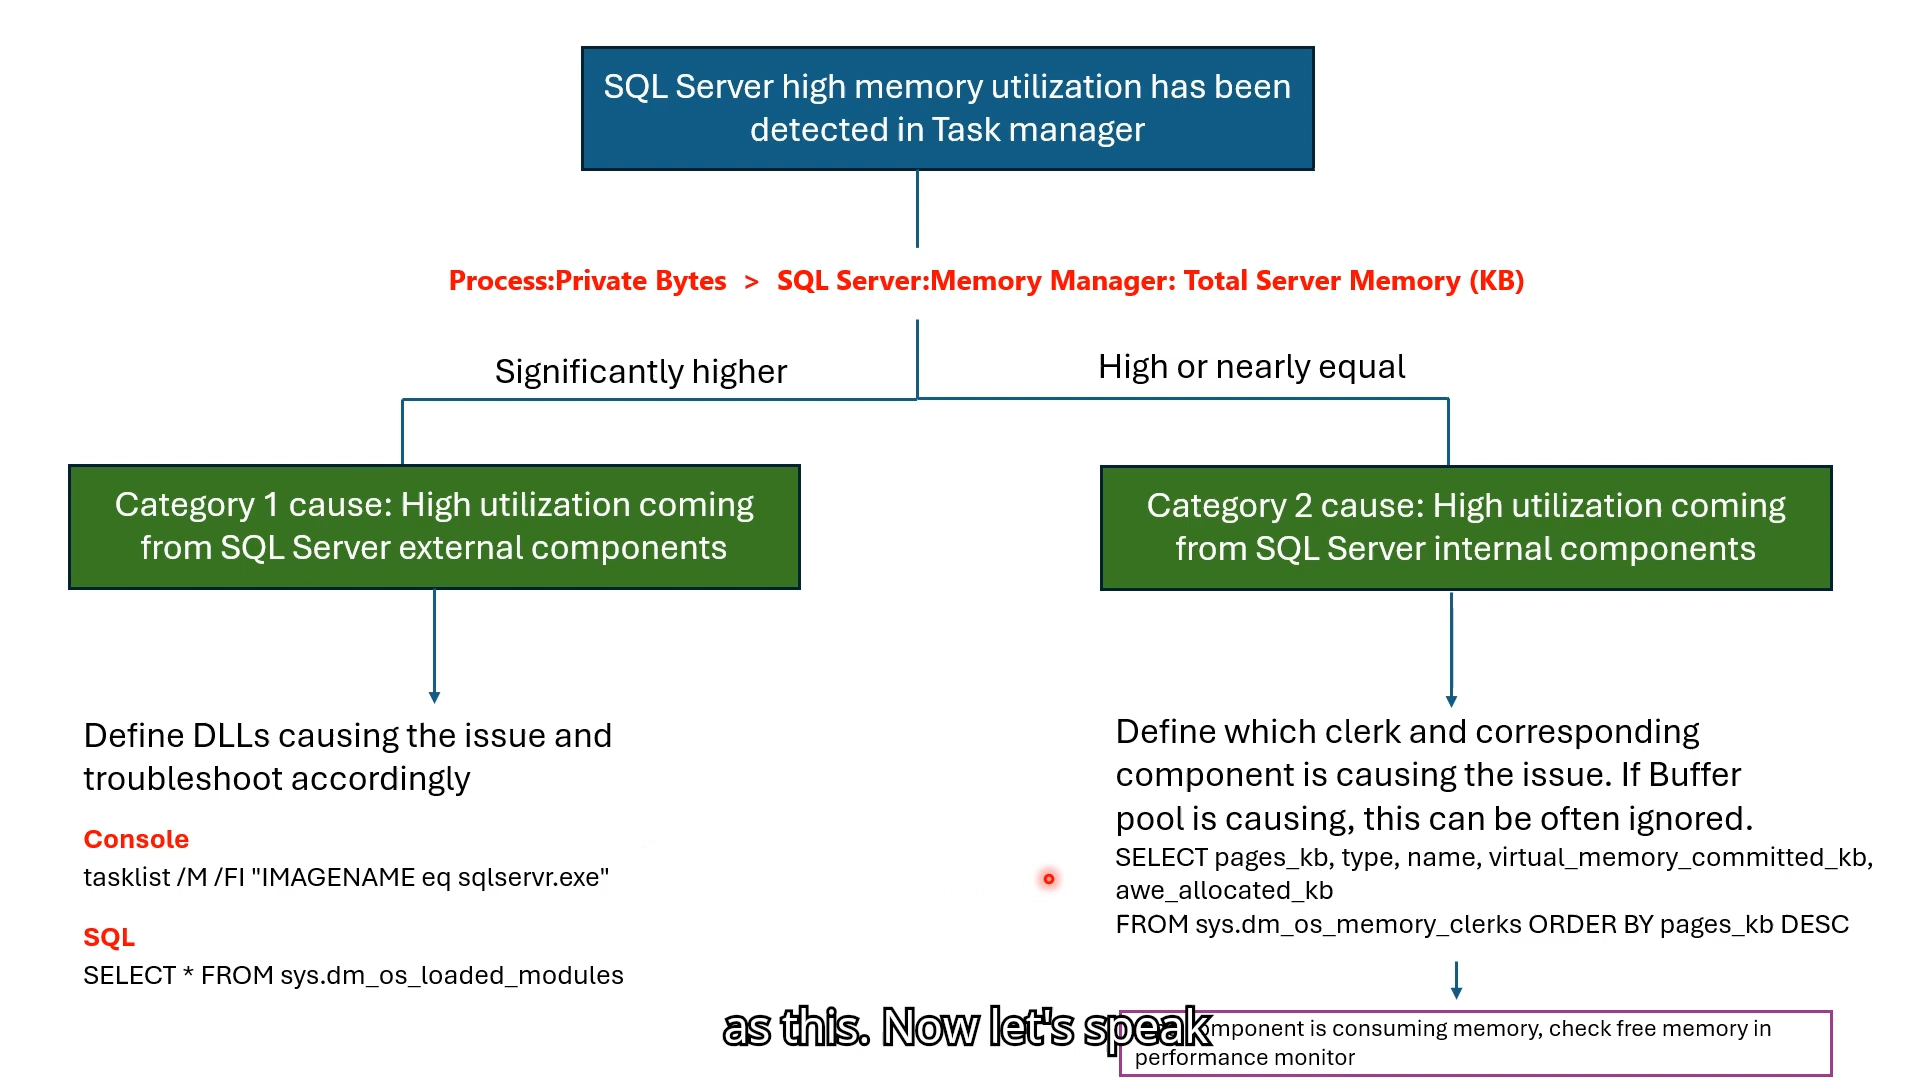 SQL Server high memory utilization has been
detected in Task manager
Process:Private Bytes > SQL Server:Memory Manager: Total Server Memory (KB)
Significantly higher
High or nearly equal
Category 1 cause: High utilization coming
from SQL Server external components
Category 2 cause: High utilization coming
from SQL Server internal components
Define DLLs causing the issue and
troubleshoot accordingly
Console
tasklist /M /FI "IMAGENAME eq sqlservr.exe"
SQL
SELECT * FROM sys.dm_os_loaded_modules
Define which clerk and corresponding
component is causing the issue. If Buffer
pool is causing, this can be often ignored.
SELECT pages_kb, type, name, virtual_memory_committed_kb,
awe_allocated_kb
FROM sys.dm_os_memory_clerks ORDER BY pages_kb DESC
component is consuming memory, check free memory in
performance monitor
as this. Now let's speak